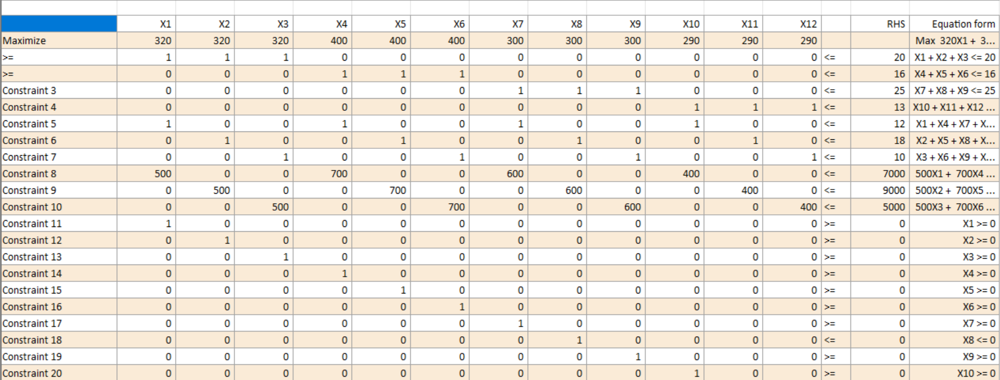 X1 X2 X3 X4 X5 X6 X7 X8 X9 X10 X11 X12 RHS Equation form
Maximize 320 320 320 400 400 400 300 300 300 290 290 290 Max 320X1 + 3...
>= 1 1 1 0 0 0 0 0 0 0 0 0 <= 20 X1 + X2 + X3 <= 20
>= 0 0 0 1 1 1 0 0 0 0 0 0 <= 16 X4 + X5 + X6 <= 16
Constraint 3 0 0 0 0 0 0 1 1 1 0 0 0 <= 25 X7 + X8 + X9 <= 25
Constraint 4 0 0 0 0 0 0 0 0 0 1 1 1 <= 13 X10 + X11 + X12 ...
Constraint 5 1 0 0 1 0 0 1 0 0 1 0 0 <= 12 X1 + X4 + X7 + X...
Constraint 6 0 1 0 0 1 0 0 1 0 0 1 0 <= 18 X2 + X5 + X8 + X...
Constraint 7 0 0 1 0 0 1 0 0 1 0 0 1 <= 10 X3 + X6 + X9 + X...
Constraint 8 500 0 0 700 0 0 600 0 0 400 0 0 <= 7000 500X1 + 700X4 ...
Constraint 9 0 500 0 0 700 0 0 600 0 0 400 0 <= 9000 500X2 + 700X5 ...
Constraint 10 0 0 500 0 0 700 0 0 600 0 0 400 <= 5000 500X3 + 700X6 ...
Constraint 11 1 0 0 0 0 0 0 0 0 0 0 0 >= 0 X1 >= 0
Constraint 12 0 1 0 0 0 0 0 0 0 0 0 0 >= 0 X2 >= 0
Constraint 13 0 0 1 0 0 0 0 0 0 0 0 0 >= 0 X3 >= 0
Constraint 14 0 0 0 1 0 0 0 0 0 0 0 0 >= 0 X4 >= 0
Constraint 15 0 0 0 0 1 0 0 0 0 0 0 0 >= 0 X5 >= 0
Constraint 16 0 0 0 0 0 1 0 0 0 0 0 0 >= 0 X6 >= 0
Constraint 17 0 0 0 0 0 0 1 0 0 0 0 0 >= 0 X7 >= 0
Constraint 18 0 0 0 0 0 0 0 1 0 0 0 0 <= 0 X8 <= 0
Constraint 19 0 0 0 0 0 0 0 0 1 0 0 0 >= 0 X9 >= 0
Constraint 20 0 0 0 0 0 0 0 0 0 1 0 0 >= 0 X10 >= 0